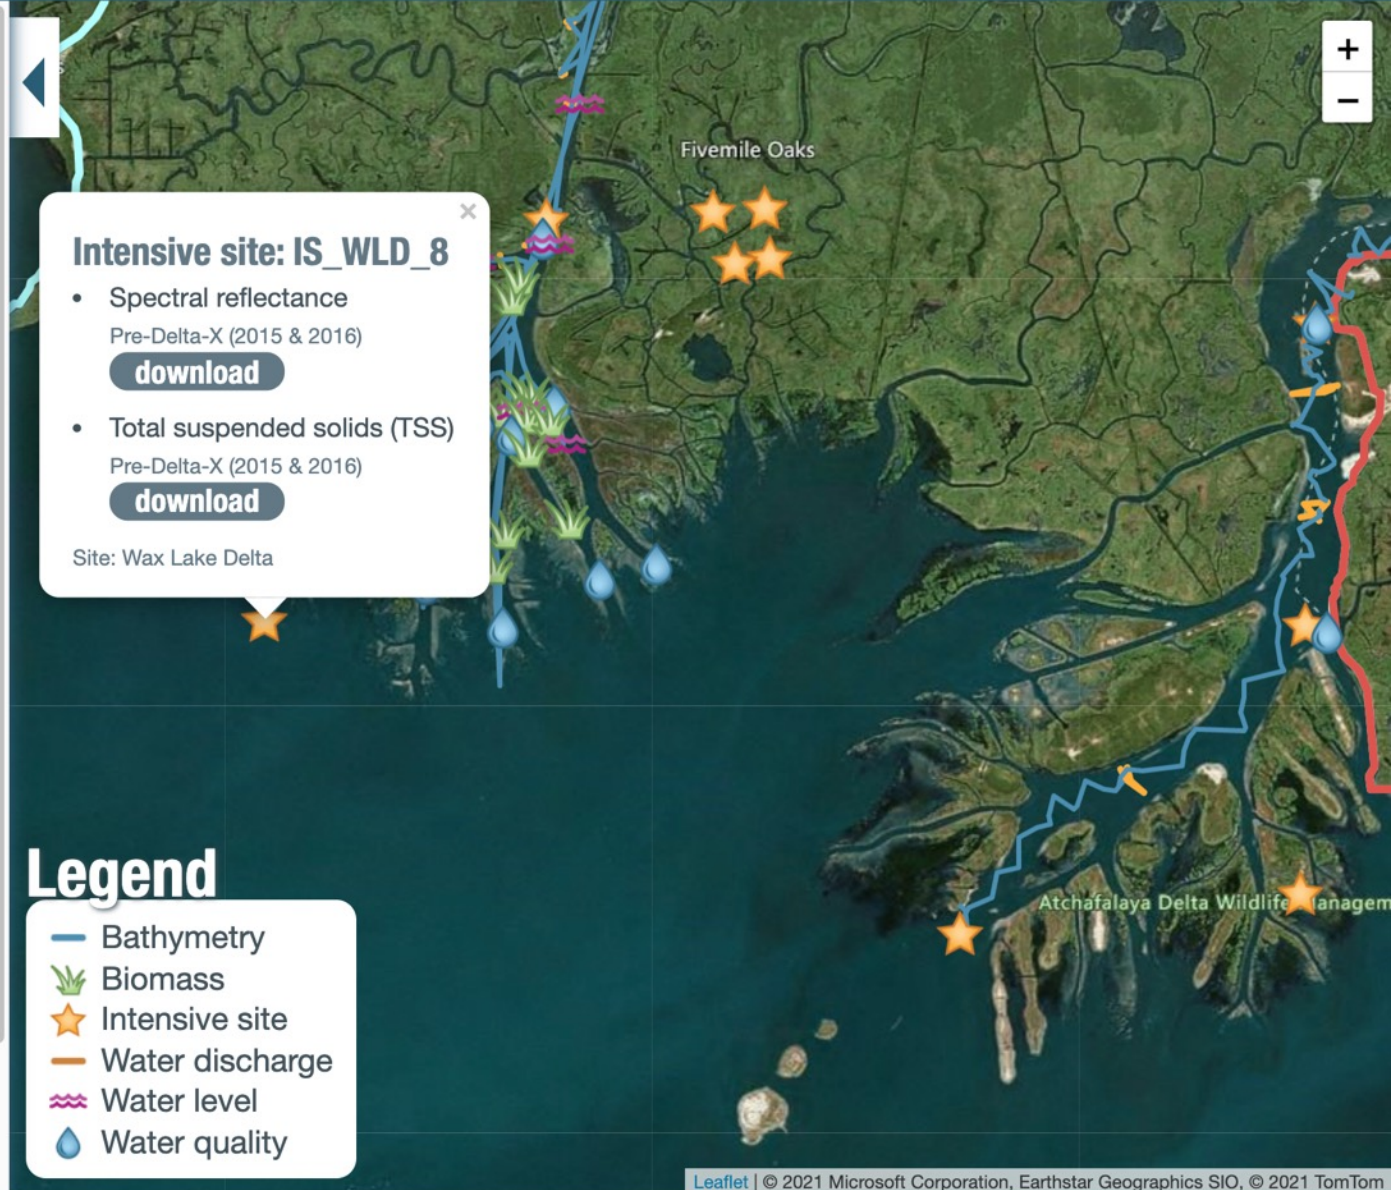 +
−
s
Fivemile Oaks
×
Intensive site: IS_WLD_8
• Spectral reflectance
Pre-Delta-X (2015 & 2016)
download
• Total suspended solids (TSS)
Pre-Delta-X (2015 & 2016)
download
Site: Wax Lake Delta
Atchafalaya Delta Wildlife anagem
Legend
Bathymetry
Biomass
Intensive site
Water discharge
Water level
Water quality
Leaflet | © 2021 Microsoft Corporation, Earthstar Geographics SIO, © 2021 TomTom